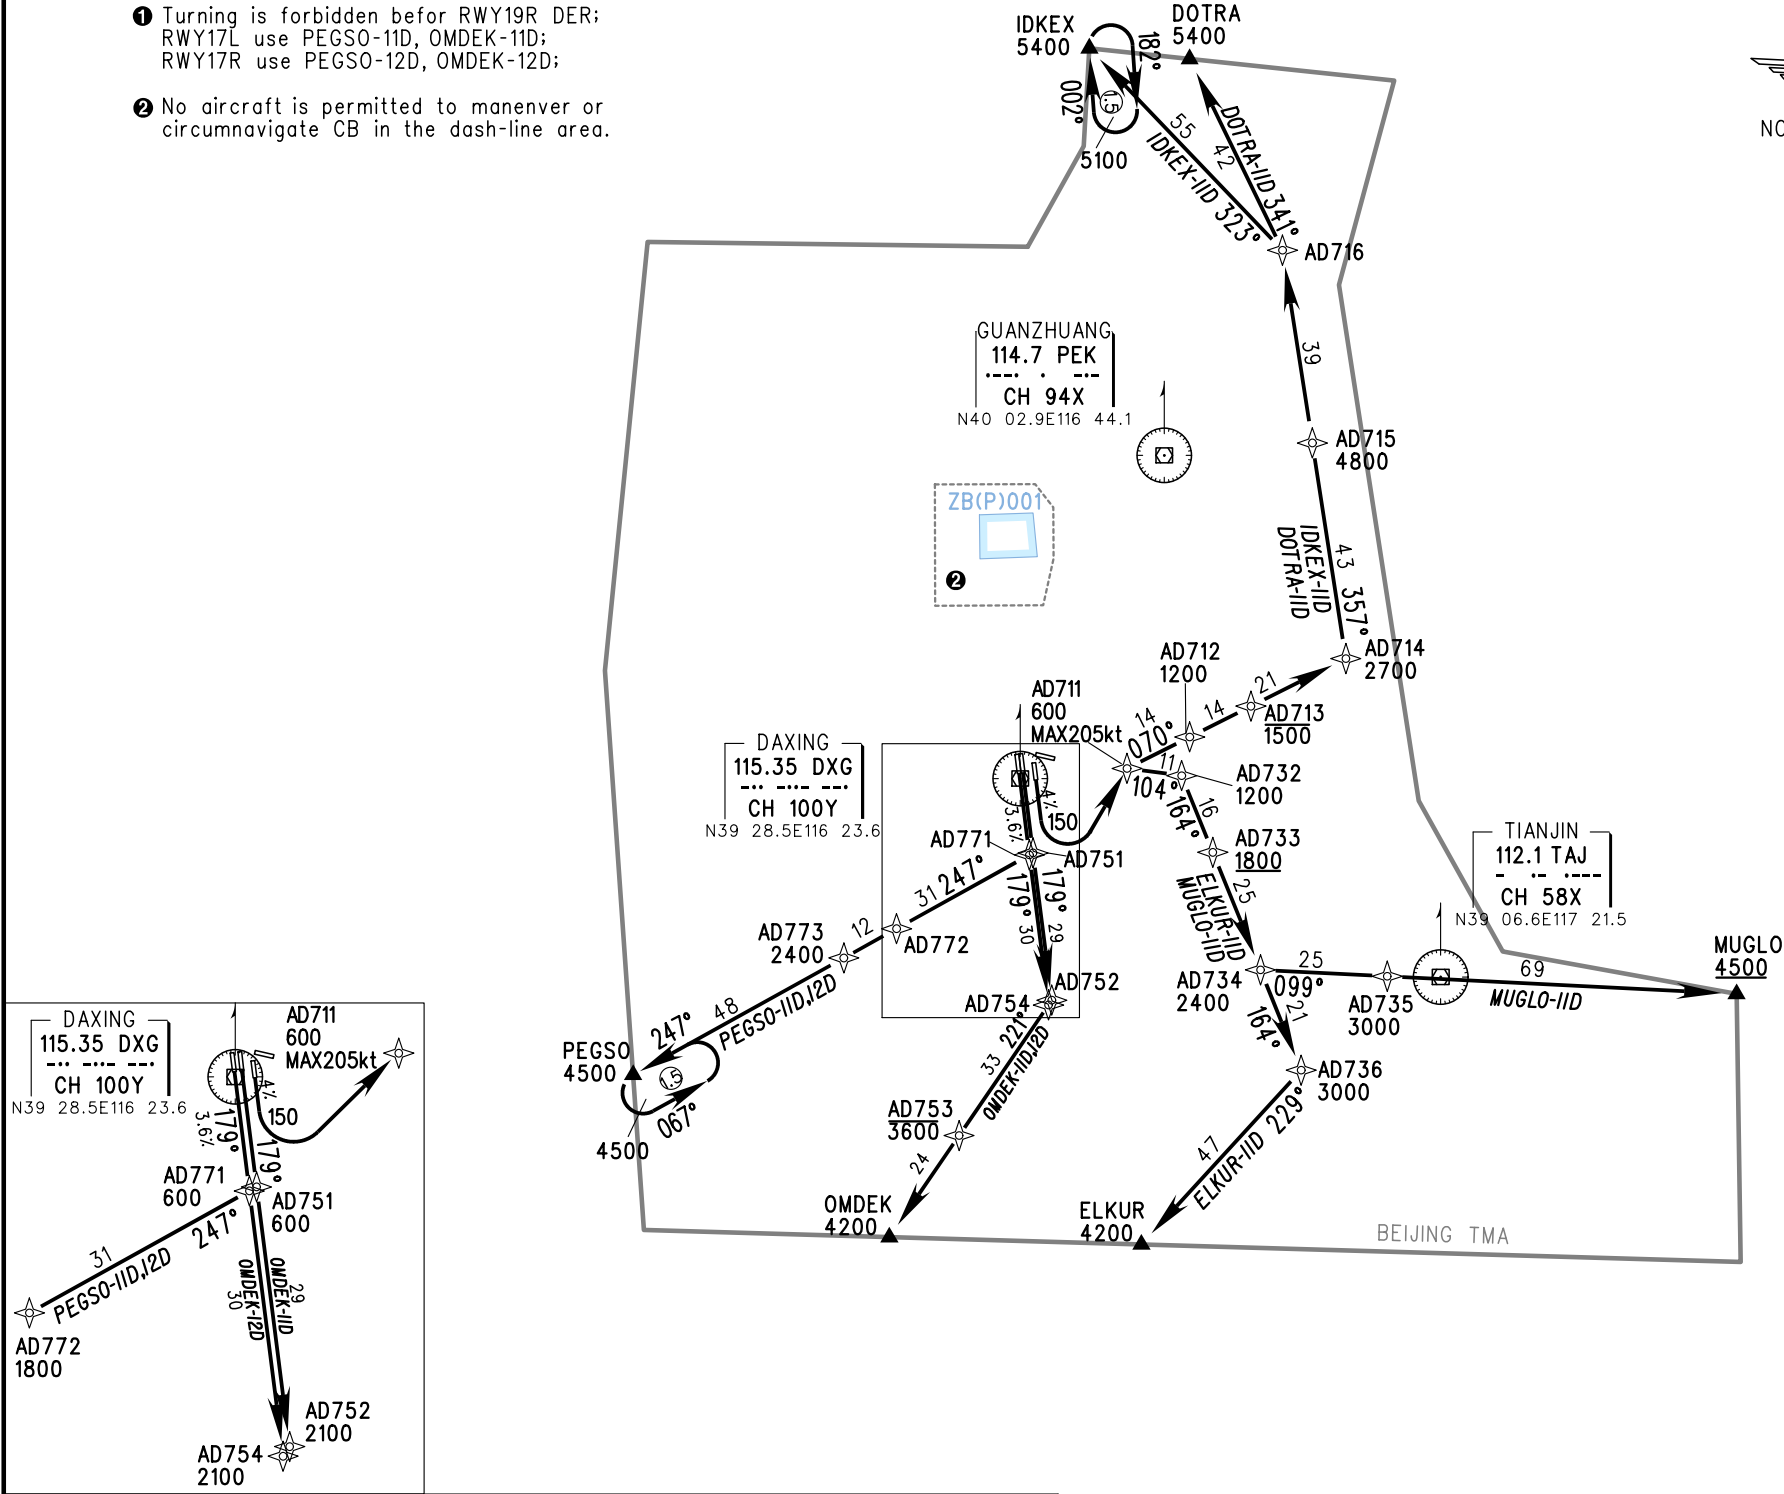 ❶ Turning is forbidden befor RWY19R DER;
RWY17L use PEGSO-11D, OMDEK-11D;
RWY17R use PEGSO-12D, OMDEK-12D;
❷ No aircraft is permitted to manenver or
circumnavigate CB in the dash-line area.
IDKEX
5400
DOTRA
5400
182°
002°
1.5
5100
55
IDKEX-11D 323°
42
DOTRA-11D 341°
NO
AD716
39
GUANZHUANG
114.7 PEK
·--· · -·-
CH 94X
N40 02.9E116 44.1
AD715
4800
ZB(P)001
❷
IDKEX-11D
DOTRA-11D
43 357°
AD714
2700
AD712
1200
21
14
AD713
1500
AD711
600
MAX205kt
14
070°
11
104°
AD732
1200
DAXING
115.35 DXG
-·· -··- --·
CH 100Y
N39 28.5E116 23.6
4%
3.6%
150
164°
16
AD733
1800
AD771
AD751
31 247°
179°
179°
30
29
ELKUR-11D
MUGLO-11D
25
TIANJIN
112.1 TAJ
- ·- ·---
CH 58X
N39 06.6E117 21.5
AD773
2400
12
AD772
AD752
AD754
AD734
2400
25
099°
AD735
3000
69
MUGLO-11D
MUGLO
4500
48
PEGSO-11D,12D
247°
PEGSO
4500
1.5
067°
4500
33 221°
OMDEK-11D,12D
21
164°
AD736
3000
AD753
3600
24
47
ELKUR-11D 229°
OMDEK
4200
ELKUR
4200
BEIJING TMA
DAXING
115.35 DXG
-·· -··- --·
CH 100Y
N39 28.5E116 23.6
AD711
600
MAX205kt
4%
150
3.6%
179°
179°
AD771
600
AD751
600
247°
31
PEGSO-11D,12D
OMDEK-12D
30
OMDEK-11D
29
AD772
1800
AD752
2100
AD754
2100